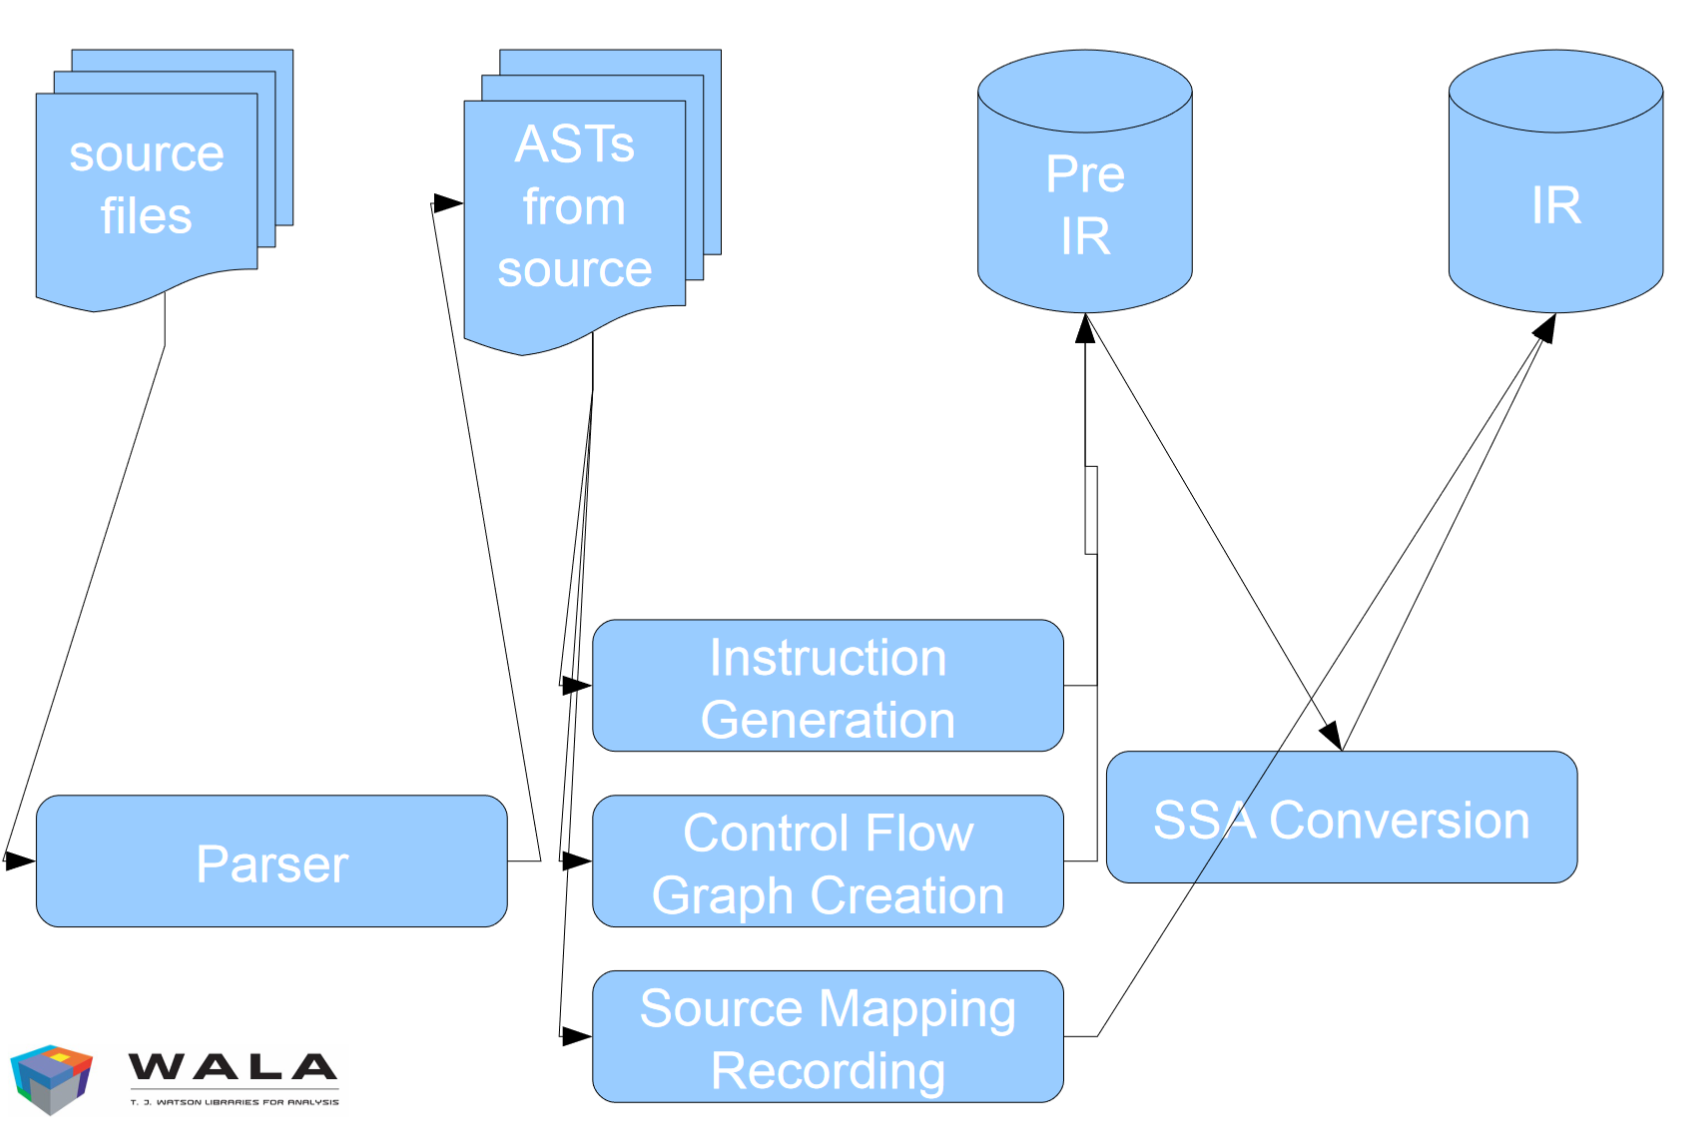 source
files
ASTs
from
source
Pre
IR
IR
Instruction
Generation
Parser
Control Flow
Graph Creation
SSA Conversion
Source Mapping
Recording
WALA
T. J. WATSON LIBRARIES FOR ANALYSIS